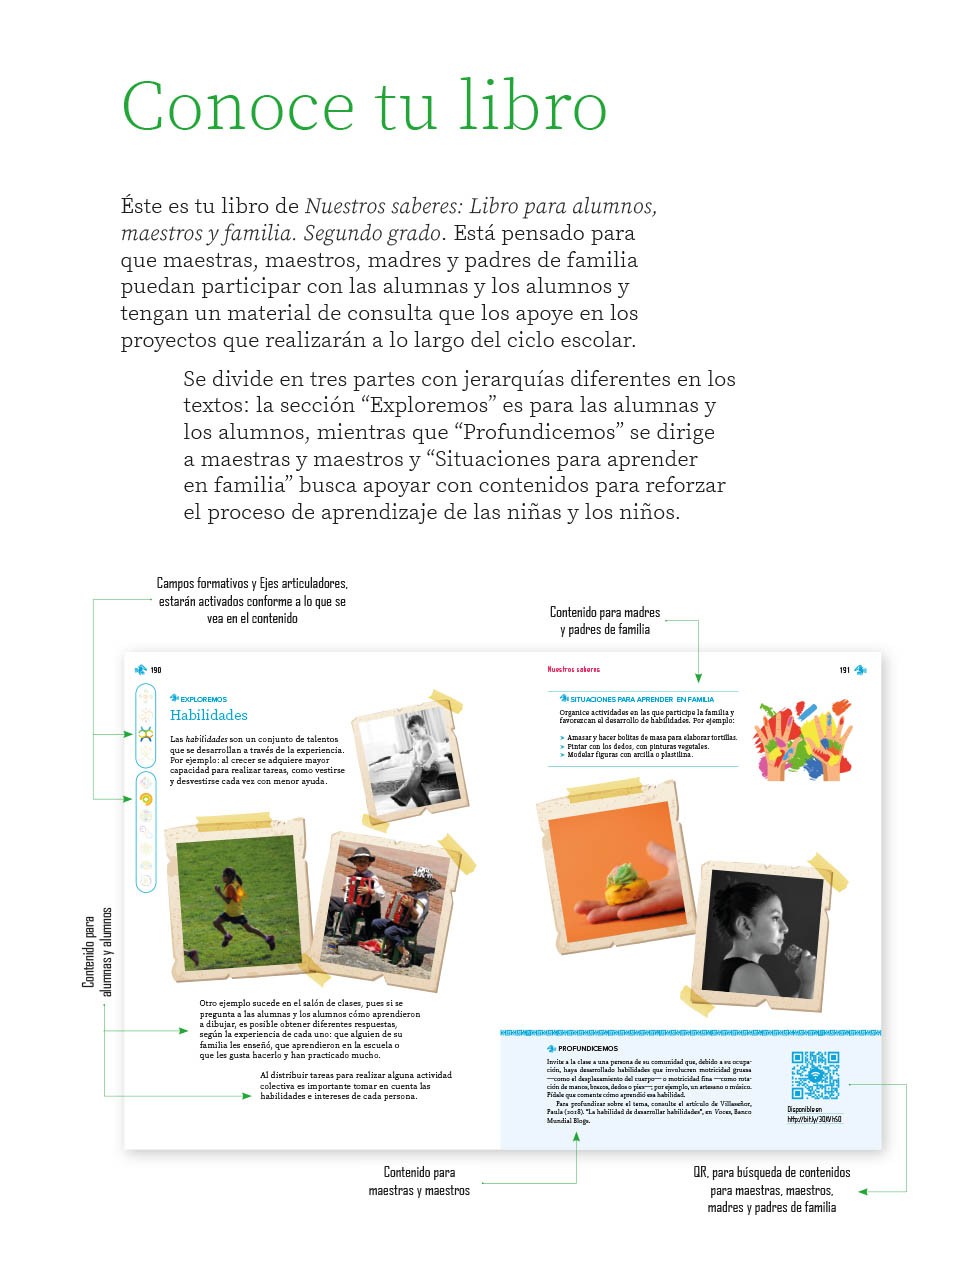 Conoce tu libro
Éste es tu libro de Nuestros saberes: Libro para alumnos,
maestros y familia. Segundo grado. Está pensado para
que maestras, maestros, madres y padres de familia
puedan participar con las alumnas y los alumnos y
tengan un material de consulta que los apoye en los
proyectos que realizarán a lo largo del ciclo escolar.
Se divide en tres partes con jerarquías diferentes en los
textos: la sección “Exploremos” es para las alumnas y
los alumnos, mientras que “Profundicemos” se dirige
a maestras y maestros y “Situaciones para aprender
en familia” busca apoyar con contenidos para reforzar
el proceso de aprendizaje de las niñas y los niños.
Campos formativos y Ejes articuladores,
estarán activados conforme a lo que se
vea en el contenido
Contenido para madres
y padres de familia
190
EXPLOREMOS
Habilidades
Las habilidades son un conjunto de talentos
que se desarrollan a través de la experiencia.
Por ejemplo: al crecer se adquiere mayor
capacidad para realizar tareas, como vestirse
y desvestirse cada vez con menor ayuda.
Contenido para
alumnas y alumnos
Otro ejemplo sucede en el salón de clases, pues si se
pregunta a las alumnas y los alumnos cómo aprendieron
a dibujar, es posible obtener diferentes respuestas,
según la experiencia de cada uno: que alguien de su
familia les enseñó, que aprendieron en la escuela o
que les gusta hacerlo y han practicado mucho.
Al distribuir tareas para realizar alguna actividad
colectiva es importante tomar en cuenta las
habilidades e intereses de cada persona.
Nuestros saberes
191
SITUACIONES PARA APRENDER EN FAMILIA
Organice actividades en las que participe la familia y
favorezcan el desarrollo de habilidades. Por ejemplo:
➤ Amasar y hacer bolitas de masa para elaborar tortillas.
➤ Pintar con los dedos, con pinturas vegetales.
➤ Modelar figuras con arcilla o plastilina.
PROFUNDICEMOS
Invite a la clase a una persona de su comunidad que, debido a su ocupa-
ción, haya desarrollado habilidades que involucren motricidad gruesa
—como el desplazamiento del cuerpo— o motricidad fina —como rota-
ción de manos, brazos, dedos o pies—; por ejemplo, un artesano o músico.
Pídale que comente cómo aprendió esa habilidad.
Para profundizar sobre el tema, consulte el artículo de Villaseñor,
Paula (2018). “La habilidad de desarrollar habilidades”, en Voces, Banco
Mundial Blogs.
Disponible en
Contenido para
maestras y maestros
QR, para búsqueda de contenidos
para maestras, maestros,
madres y padres de familia